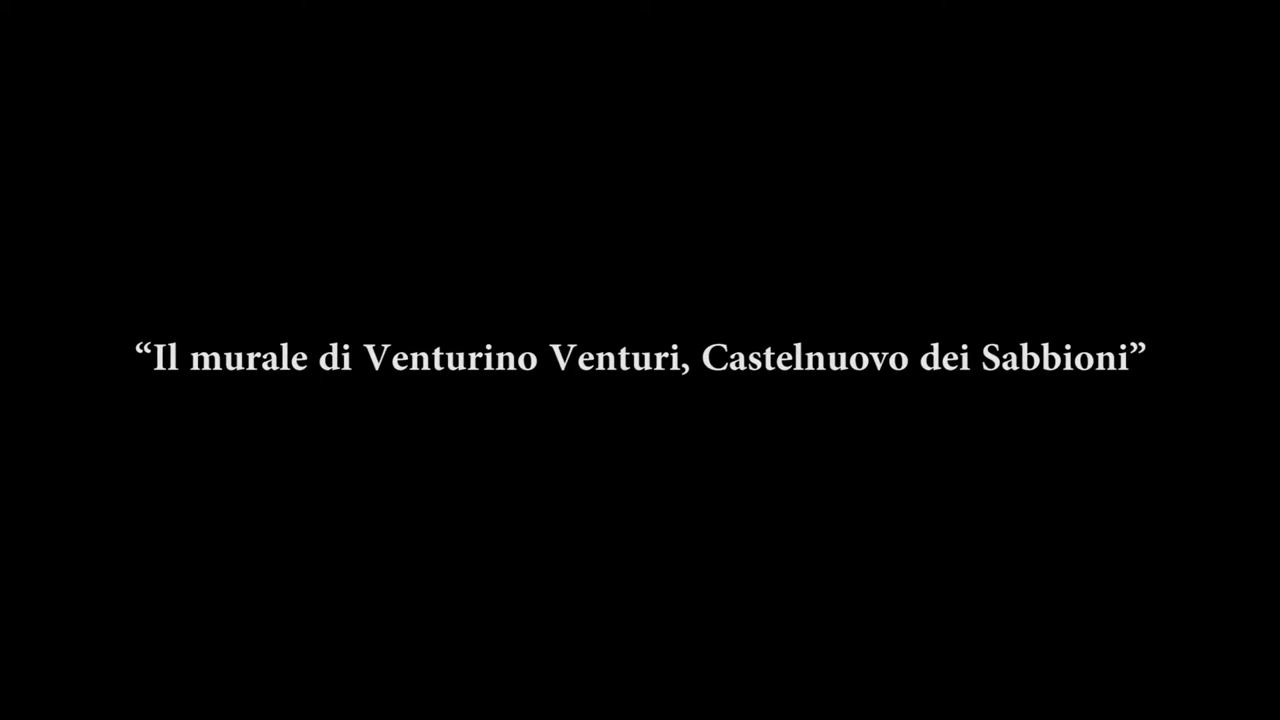 “Il murale di Venturino Venturi, Castelnuovo dei Sabbioni”